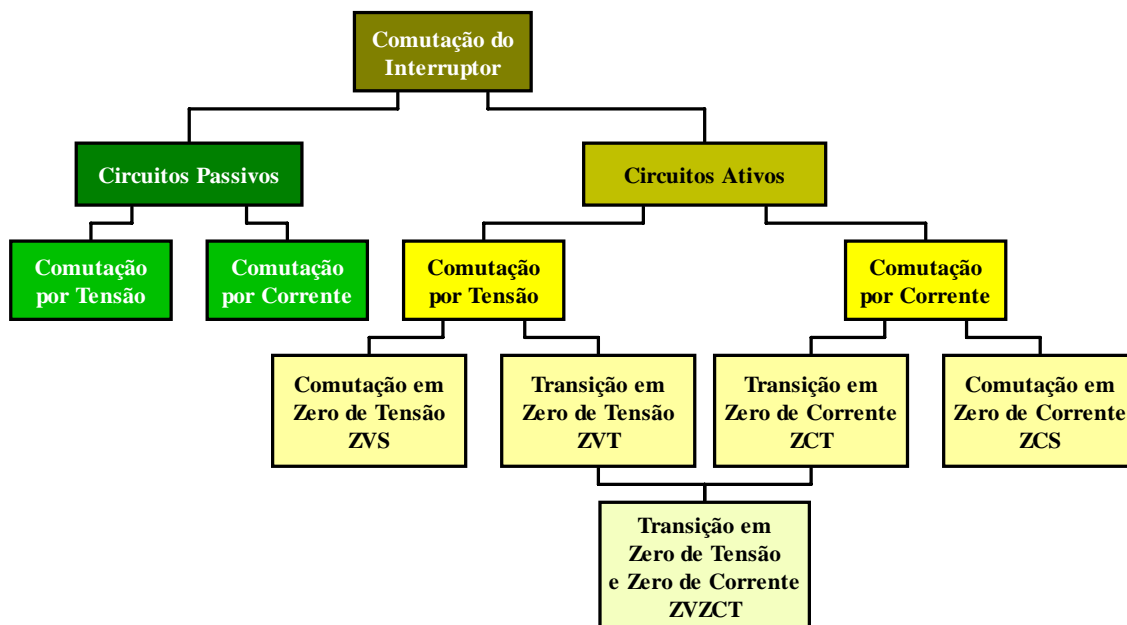 Comutação do
Interruptor
Circuitos Passivos
Circuitos Ativos
Comutação
por Tensão
Comutação
por Corrente
Comutação
por Tensão
Comutação
por Corrente
Comutação em
Zero de Tensão
ZVS
Transição em
Zero de Tensão
ZVT
Transição em
Zero de Corrente
ZCT
Comutação em
Zero de Corrente
ZCS
Transição em
Zero de Tensão
e Zero de Corrente
ZVZCT